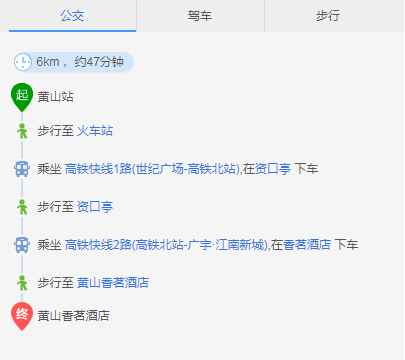 公交 驾车 步行
6km ，约47分钟
起 黄山站
步行至 火车站
乘坐 高铁快线1路(世纪广场-高铁北站),在资口亭 下车
步行至 资口亭
乘坐 高铁快线2路(高铁北站-广宇·江南新城),在香茗酒店 下车
步行至 黄山香茗酒店
终 黄山香茗酒店